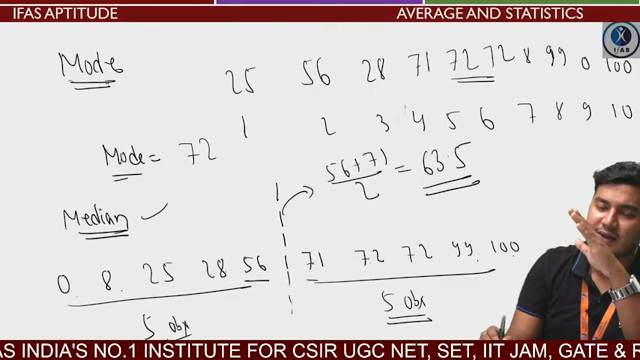 IFAS APTITUDE AVERAGE AND STATISTICS
IFAS
Mode 25 56 28 71 72 72 8 99 0 100
1 2 3 4 5 6 7 8 9 10
Mode = 72
56+71
2
= 63.5
Median ✓
0. 8. 25 28 56 71 72 72 99 100
5 obx 5 obx
AS INDIA'S NO.1 INSTITUTE FOR CSIR UGC NET, SET, IIT JAM, GATE & R